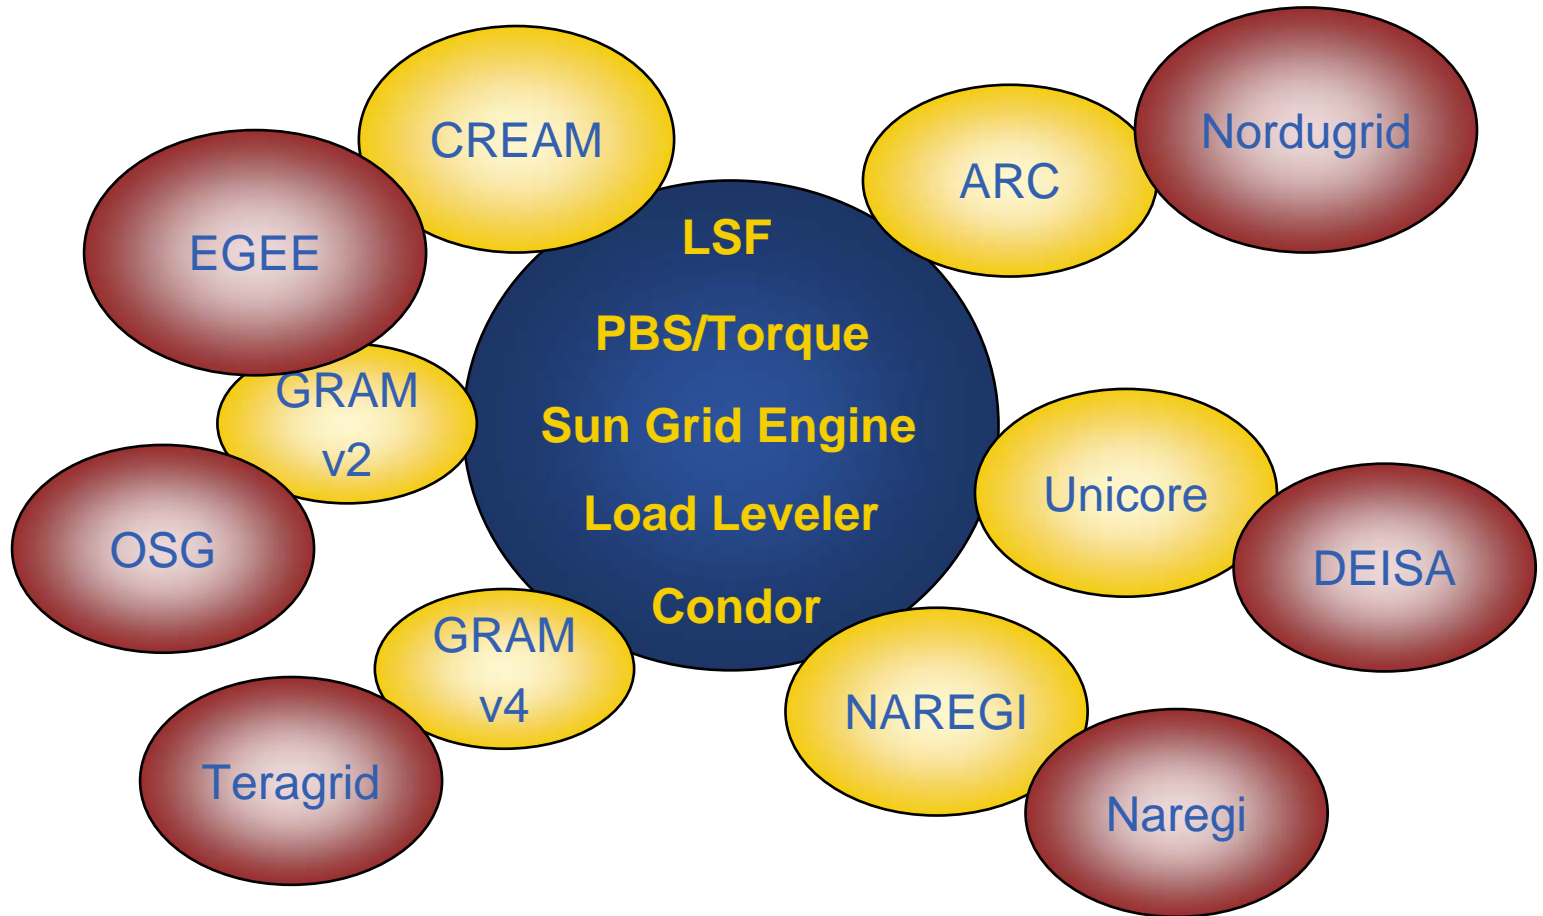 CREAM
ARC
Nordugrid
EGEE
LSF
PBS/Torque
GRAM
v2
Sun Grid Engine
Unicore
Load Leveler
OSG
DEISA
Condor
GRAM
v4
NAREGI
Teragrid
Naregi